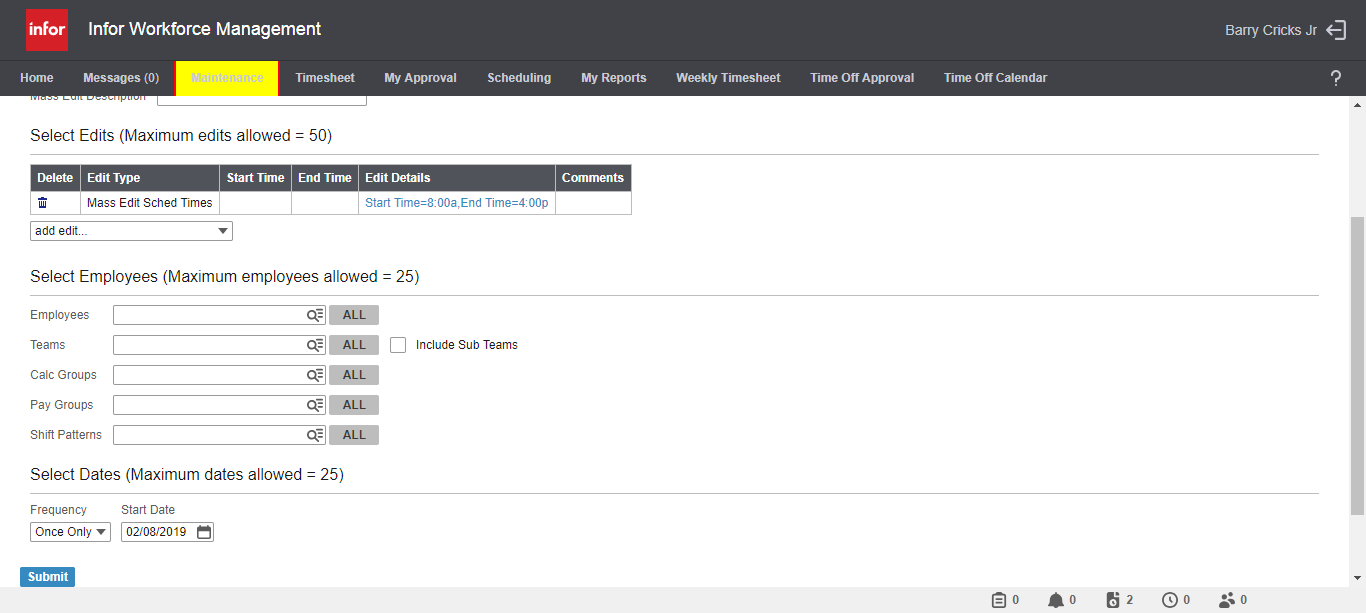 infor Infor Workforce Management Barry Cricks Jr
Home Messages (0) Maintenance Timesheet My Approval Scheduling My Reports Weekly Timesheet Time Off Approval Time Off Calendar ?
Mass Edit Description
Select Edits (Maximum edits allowed = 50)
Delete Edit Type Start Time End Time Edit Details Comments
Mass Edit Sched Times Start Time=8:00a,End Time=4:00p
add edit...
Select Employees (Maximum employees allowed = 25)
Employees ALL
Teams ALL Include Sub Teams
Calc Groups ALL
Pay Groups ALL
Shift Patterns ALL
Select Dates (Maximum dates allowed = 25)
Frequency Start Date
Once Only 02/08/2019
Submit
0 0 2 0 0